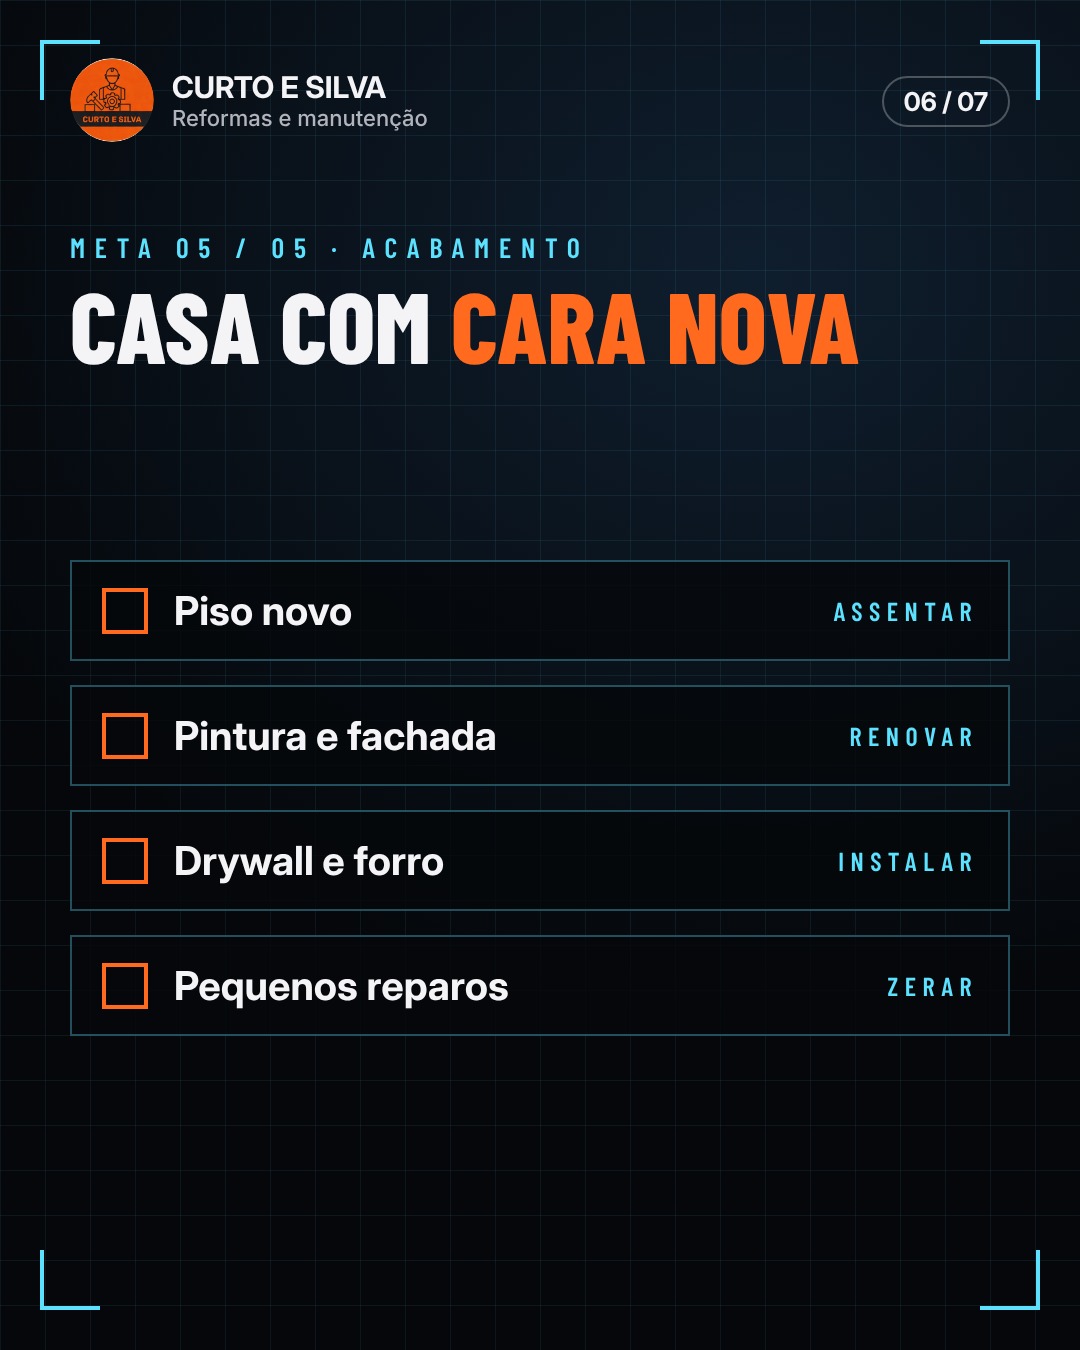 CURTO E SILVA
CURTO E SILVA
Reformas e manutenção
06 / 07
META 05 / 05 · ACABAMENTO
CASA COM CARA NOVA
Piso novo
ASSENTAR
Pintura e fachada
RENOVAR
Drywall e forro
INSTALAR
Pequenos reparos
ZERAR